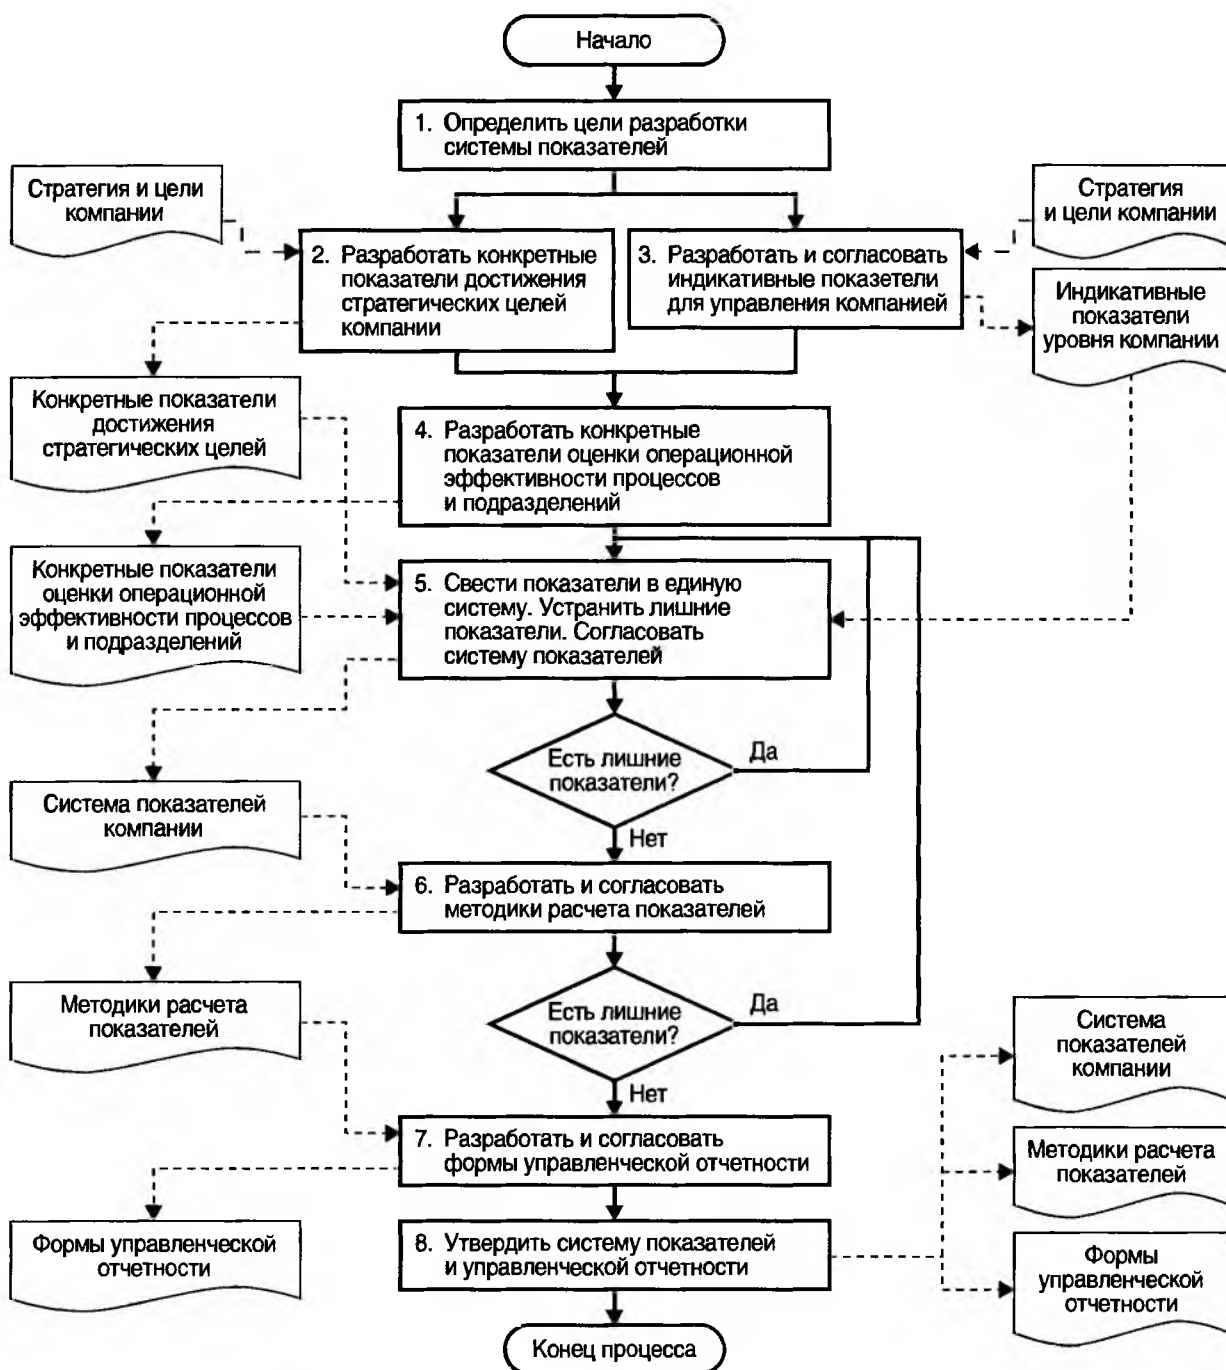 Начало
1. Определить цели разработки
системы показателей
Стратегия и цели
компании
Стратегия
и цели компании
2. Разработать конкретные
показатели достижения
стратегических целей
компании
3. Разработать и согласовать
индикативные показетели
для управления компанией
Индикативные
показатели
уровня компании
Конкретные показатели
достижения
стратегических целей
4. Разработать конкретные
показатели оценки операционной
эффективности процессов
и подразделений
Конкретные показатели
оценки операционной
эффективности процессов
и подразделений
5. Свести показатели в единую
систему. Устранить лишние
показатели. Согласовать
систему показателей
Есть лишние
показатели?
Да
Нет
Система показателей
компании
6. Разработать и согласовать
методики расчета показателей
Методики расчета
показателей
Есть лишние
показатели?
Да
Нет
Система
показателей
компании
7. Разработать и согласовать
формы управленческой отчетности
Методики расчета
показателей
Формы управленческой
отчетности
8. Утвердить систему показателей
и управленческой отчетности
Формы
управленческой
отчетности
Конец процесса